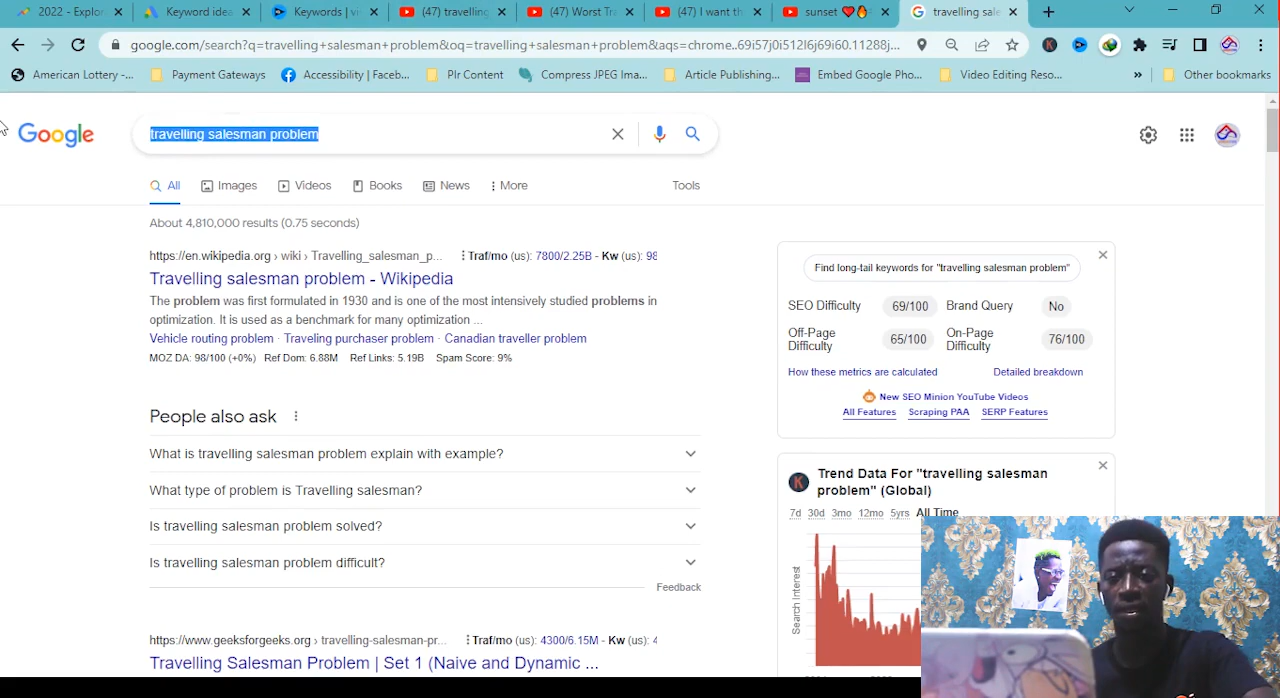 2022 - Explor
Keyword idea
Keywords | vi
(47) travelling
(47) Worst Tra
(47) I want th
sunset
travelling sale
google.com/search?q=travelling+salesman+problem&oq=travelling+salesman+problem&aqs=chrome..69i57j0i512l6j69i60.11288j...
American Lottery -...
Payment Gateways
Accessibility | Faceb...
Plr Content
Compress JPEG Ima...
Article Publishing...
Embed Google Pho...
Video Editing Reso...
»
Other bookmarks
Google
travelling salesman problem
All
Images
Videos
Books
News
More
Tools
About 4,810,000 results (0.75 seconds)
https://en.wikipedia.org › wiki › Travelling_salesman_p...
Traf/mo (us): 7800/2.25B - Kw (us): 98
Travelling salesman problem - Wikipedia
The problem was first formulated in 1930 and is one of the most intensively studied problems in
optimization. It is used as a benchmark for many optimization ...
Vehicle routing problem · Traveling purchaser problem · Canadian traveller problem
MOZ DA: 98/100 (+0%) Ref Dom: 6.88M Ref Links: 5.19B Spam Score: 9%
People also ask
What is travelling salesman problem explain with example?
What type of problem is Travelling salesman?
Is travelling salesman problem solved?
Is travelling salesman problem difficult?
Feedback
https://www.geeksforgeeks.org › travelling-salesman-pr...
Traf/mo (us): 4300/6.15M - Kw (us): 4
Travelling Salesman Problem | Set 1 (Naive and Dynamic ...
Find long-tail keywords for "travelling salesman problem"
SEO Difficulty 69/100 Brand Query No
Off-Page Difficulty 65/100
On-Page Difficulty 76/100
How these metrics are calculated
Detailed breakdown
New SEO Minion YouTube Videos
All Features Scraping PAA SERP Features
K
Trend Data For "travelling salesman
problem" (Global)
7d 30d 3mo 12mo 5yrs All Time
Search Interest